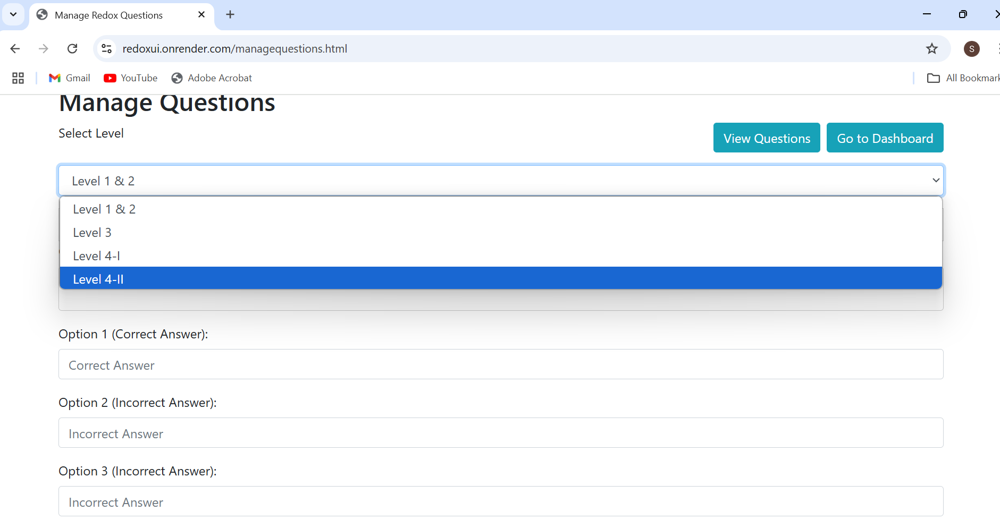 Manage Redox Questions
redoxui.onrender.com/managequestions.html
S
Gmail YouTube Adobe Acrobat All Bookmark
Manage Questions
Select Level
View Questions Go to Dashboard
Level 1 & 2
Level 1 & 2
Level 3
Level 4-I
Level 4-II
Option 1 (Correct Answer):
Correct Answer
Option 2 (Incorrect Answer):
Incorrect Answer
Option 3 (Incorrect Answer):
Incorrect Answer